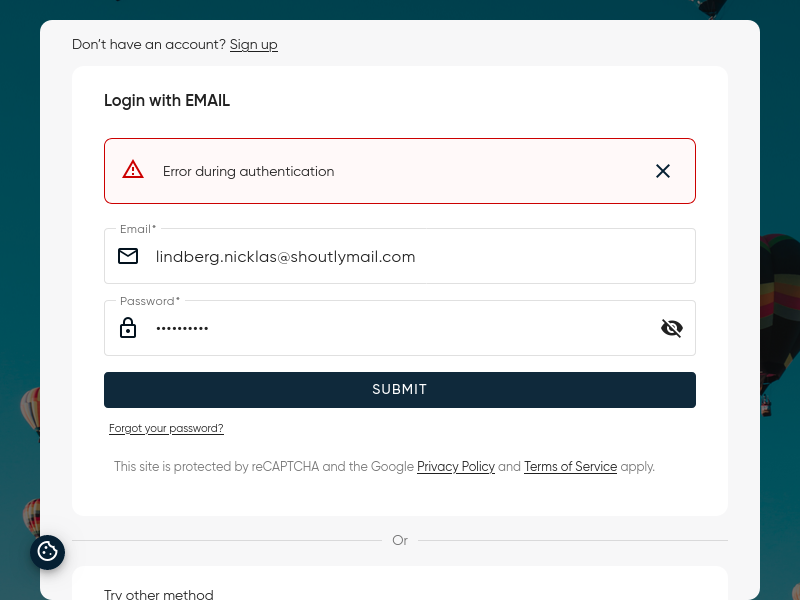 Don't have an account? Sign up
Login with EMAIL
Error during authentication
Email*
lindberg.nicklas@shoutlymail.com
Password*
••••••••••
SUBMIT
Forgot your password?
This site is protected by reCAPTCHA and the Google Privacy Policy and Terms of Service apply.
Or
Try other method